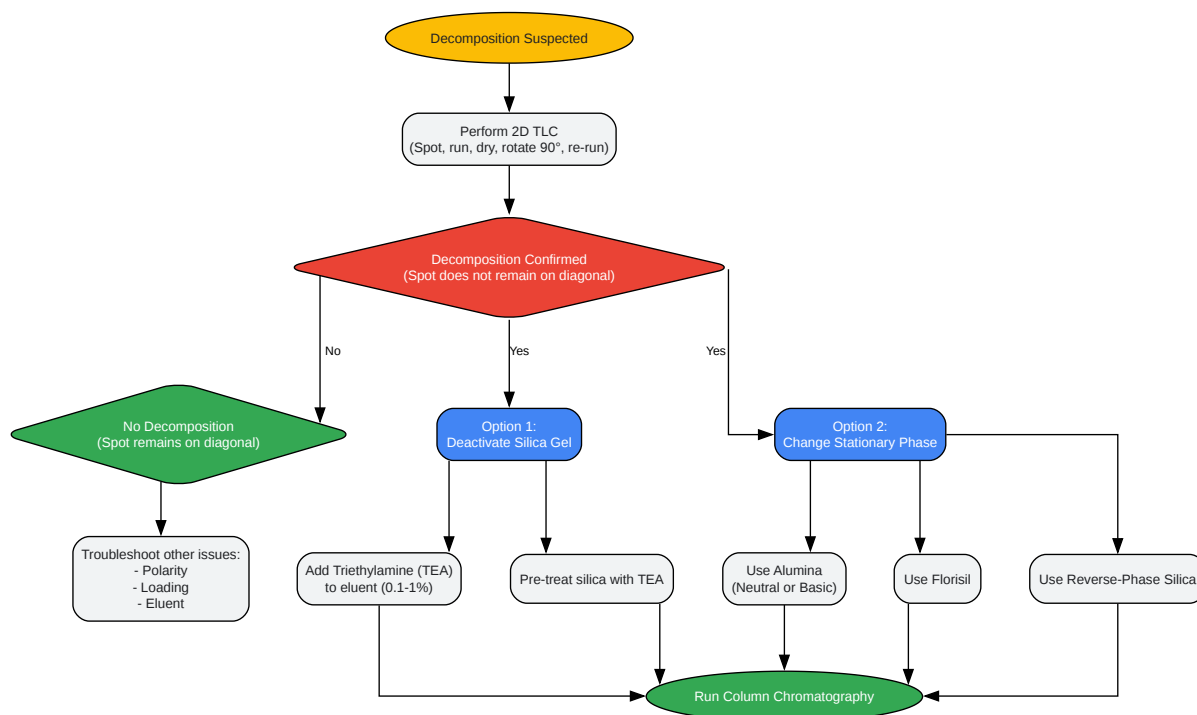 Decomposition Suspected
Perform 2D TLC
(Spot, run, dry, rotate 90°, re-run)
Decomposition Confirmed
(Spot does not remain on diagonal)
No
Yes
Yes
No Decomposition
(Spot remains on diagonal)
Option 1:
Deactivate Silica Gel
Option 2:
Change Stationary Phase
Troubleshoot other issues:
- Polarity
- Loading
- Eluent
Add Triethylamine (TEA)
to eluent (0.1-1%)
Pre-treat silica with TEA
Use Alumina
(Neutral or Basic)
Use Florisil
Use Reverse-Phase Silica
Run Column Chromatography